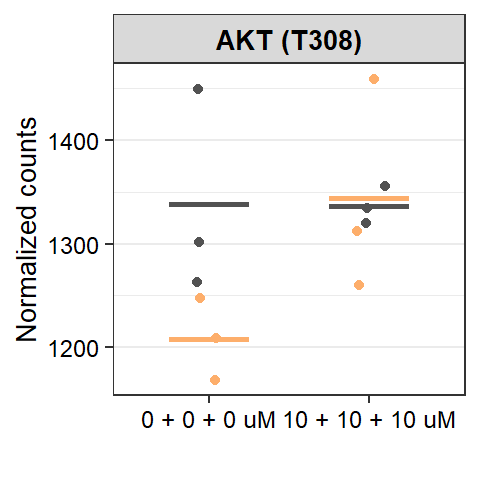 AKT (T308)
Normalized counts
1400
1300
1200
0 + 0 + 0 uM 10 + 10 + 10 uM